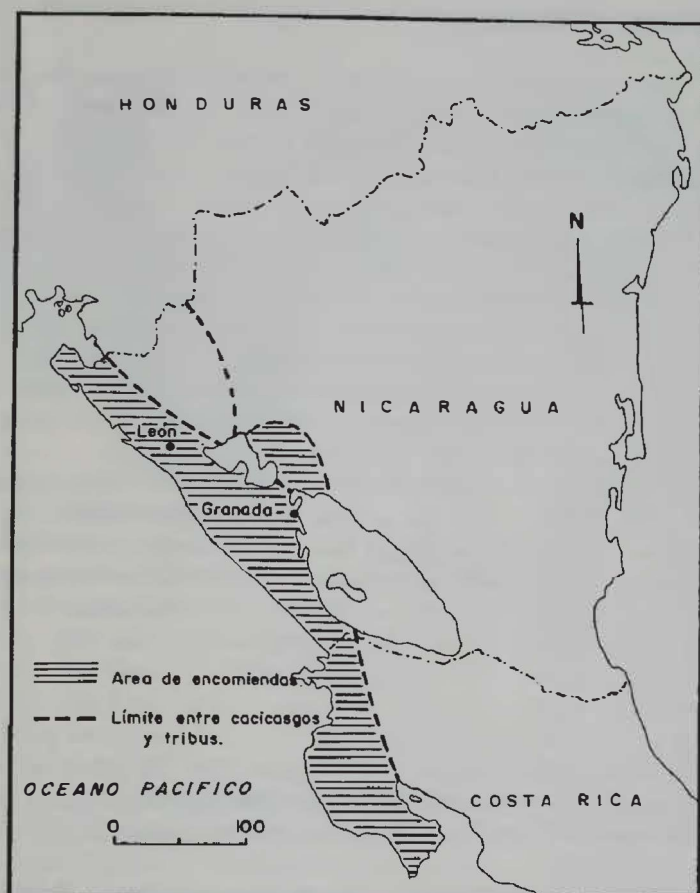 HONDURAS
N
NICARAGUA
León
Granada
Area de encomiendas.
Límite entre cacicasgos
y tribus.
OCEANO PACIFICO
COSTA RICA
0 100